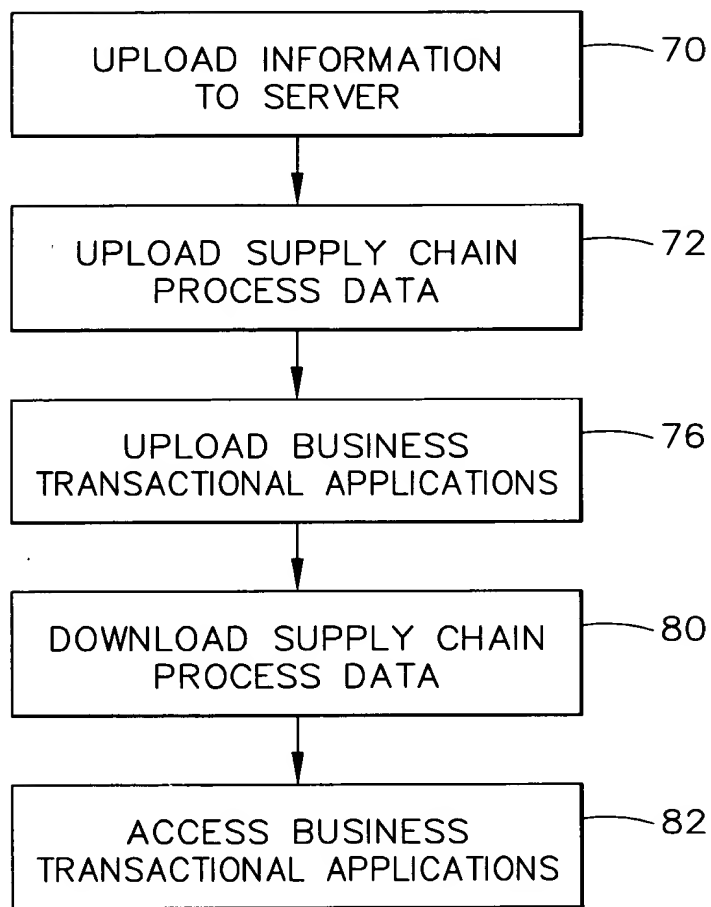 UPLOAD INFORMATION
TO SERVER
70
UPLOAD SUPPLY CHAIN
PROCESS DATA
72
UPLOAD BUSINESS
TRANSACTIONAL APPLICATIONS
76
DOWNLOAD SUPPLY CHAIN
PROCESS DATA
80
ACCESS BUSINESS
TRANSACTIONAL APPLICATIONS
82